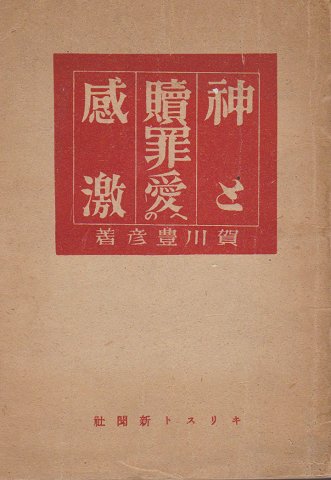 神と
贖罪愛への
感激
賀川豊彦著
キリスト新聞社